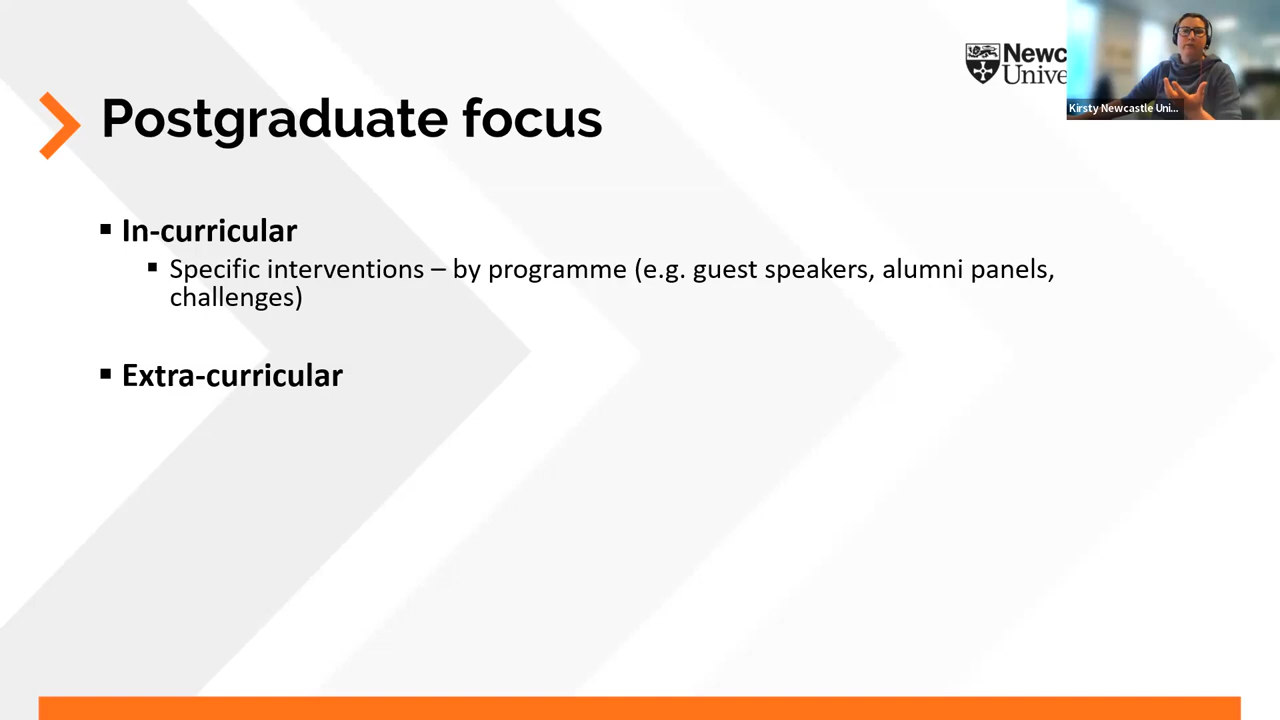 Postgraduate focus
Newc
Unive
Kirsty Newcastle Uni...
▪ In-curricular
▪ Specific interventions – by programme (e.g. guest speakers, alumni panels,
challenges)
▪ Extra-curricular